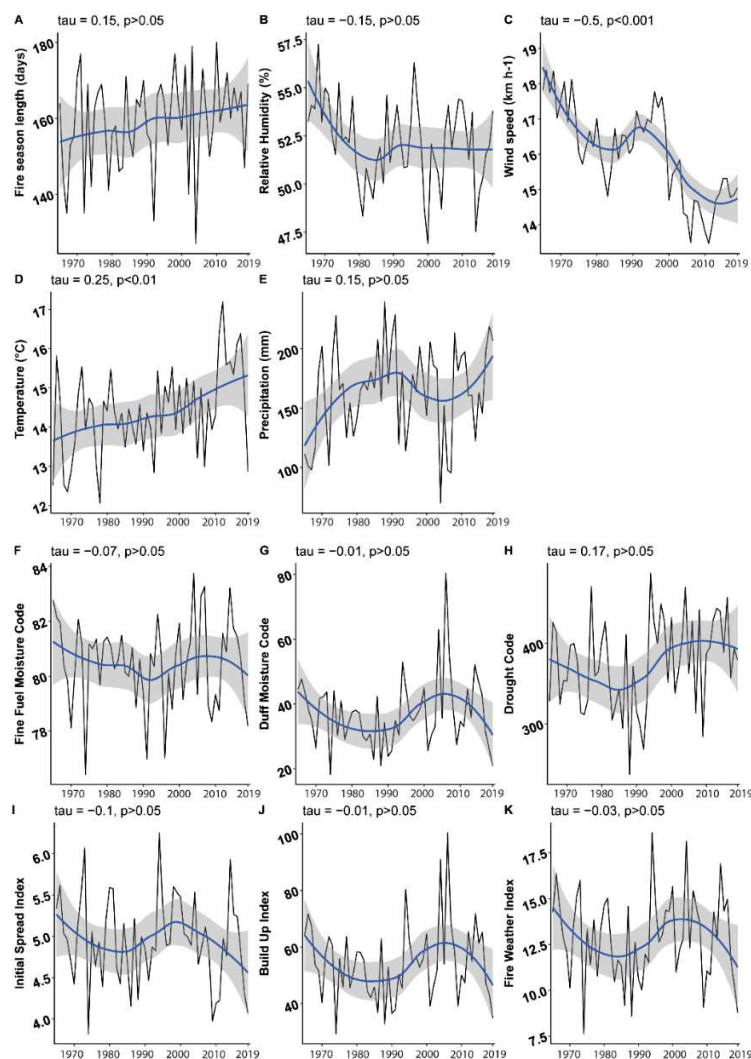 A tau = 0.15, p>0.05
Fire season length (days)
180
160
140
1970 1980 1990 2000 2010 2019
B tau = −0.15, p>0.05
Relative Humidity (%)
57.5
55.0
52.5
50.0
47.5
1970 1980 1990 2000 2010 2019
C tau = −0.5, p<0.001
Wind speed (km h-1)
19
18
17
16
15
14
1970 1980 1990 2000 2010 2019
D tau = 0.25, p<0.01
Temperature (°C)
17
16
15
14
13
12
1970 1980 1990 2000 2010 2019
E tau = 0.15, p>0.05
Precipitation (mm)
200
150
100
1970 1980 1990 2000 2010 2019
F tau = −0.07, p>0.05
Fine Fuel Moisture Code
84
82
80
78
1970 1980 1990 2000 2010 2019
G tau = −0.01, p>0.05
Duff Moisture Code
80
60
40
20
1970 1980 1990 2000 2010 2019
H tau = 0.17, p>0.05
Drought Code
400
300
1970 1980 1990 2000 2010 2019
I tau = −0.1, p>0.05
Initial Spread Index
6.0
5.5
5.0
4.5
4.0
1970 1980 1990 2000 2010 2019
J tau = −0.01, p>0.05
Build Up Index
100
80
60
40
1970 1980 1990 2000 2010 2019
K tau = −0.03, p>0.05
Fire Weather Index
17.5
15.0
12.5
10.0
7.5
1970 1980 1990 2000 2010 2019